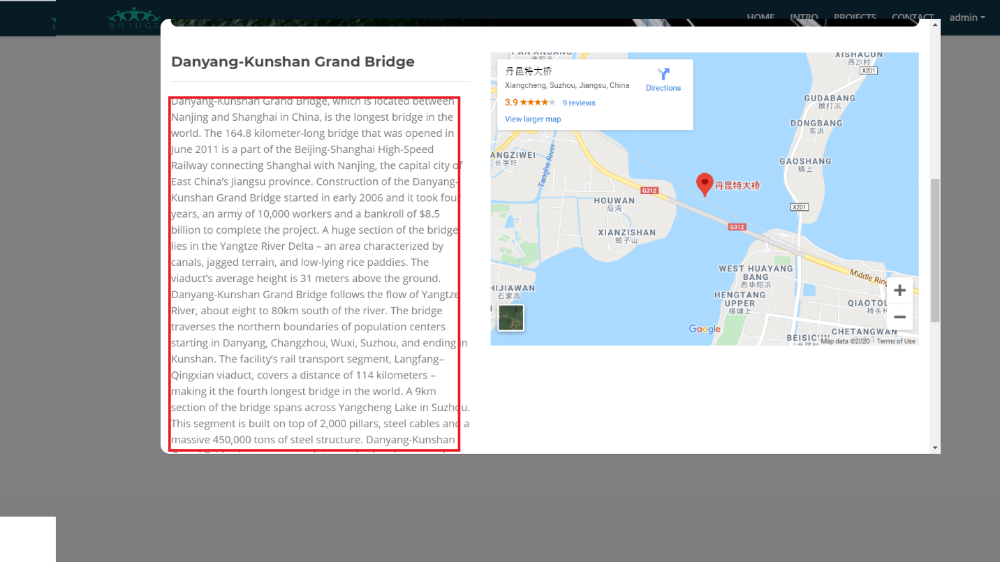 BRIDGE
HOME INTRO PROJECTS CONTACT admin
Danyang-Kunshan Grand Bridge
Danyang-Kunshan Grand Bridge, which is located between
Nanjing and Shanghai in China, is the longest bridge in the
world. The 164.8 kilometer-long bridge that was opened in
June 2011 is a part of the Beijing-Shanghai High-Speed
Railway connecting Shanghai with Nanjing, the capital city of
East China’s Jiangsu province. Construction of the Danyang-
Kunshan Grand Bridge started in early 2006 and it took four
years, an army of 10,000 workers and a bankroll of $8.5
billion to complete the project. A huge section of the bridge
lies in the Yangtze River Delta – an area characterized by
canals, jagged terrain, and low-lying rice paddies. The
viaduct’s average height is 31 meters above the ground.
Danyang-Kunshan Grand Bridge follows the flow of Yangtze
River, about eight to 80km south of the river. The bridge
traverses the northern boundaries of population centers
starting in Danyang, Changzhou, Wuxi, Suzhou, and ending in
Kunshan. The facility’s rail transport segment, Langfang–
Qingxian viaduct, covers a distance of 114 kilometers –
making it the fourth longest bridge in the world. A 9km
section of the bridge spans across Yangcheng Lake in Suzhou.
This segment is built on top of 2,000 pillars, steel cables and a
massive 450,000 tons of steel structure. Danyang-Kunshan
丹昆特大桥
Xiangcheng, Suzhou, Jiangsu, China
3.9 9 reviews
View larger map
Directions
XISHACUN
西沙村
X201
GUDABANG
顾打浜
DONGBANG
东浜
GAOSHANG
ANGZIWEI
长字圩
Tanghe River
G312
丹昆特大桥
HOUWAN
后湾
X201
XIANZISHAN
蚬子山
G312
WEST HUAYANG
BANG
西华阳浜
Middle Ring
HIJIAWAN
石家湾
HENGTANG
UPPER
横塘上
QIAOTOU
CHETANGWAN
BEISICUN
Google
Map data ©2020 Terms of Use